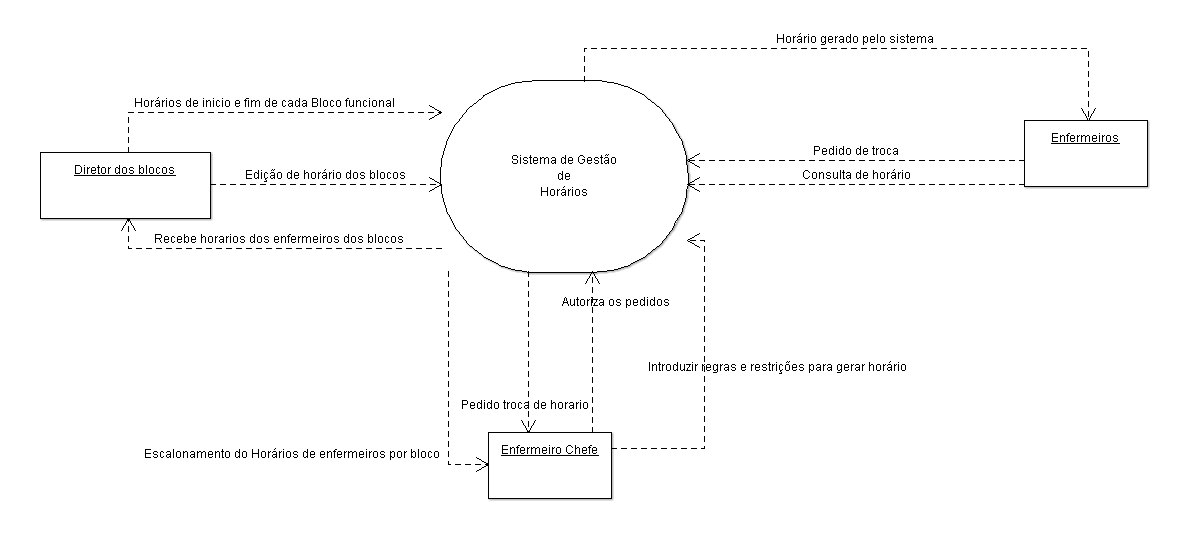 Horário gerado pelo sistema
Horários de inicio e fim de cada Bloco funcional
Enfermeiros
Pedido de troca
Sistema de Gestão
de
Horários
Diretor dos blocos
Edição de horário dos blocos
Consulta de horário
Recebe horarios dos enfermeiros dos blocos
Autoriza os pedidos
Introduzir regras e restrições para gerar horário
Pedido troca de horario
Enfermeiro Chefe
Escalonamento do Horários de enfermeiros por bloco